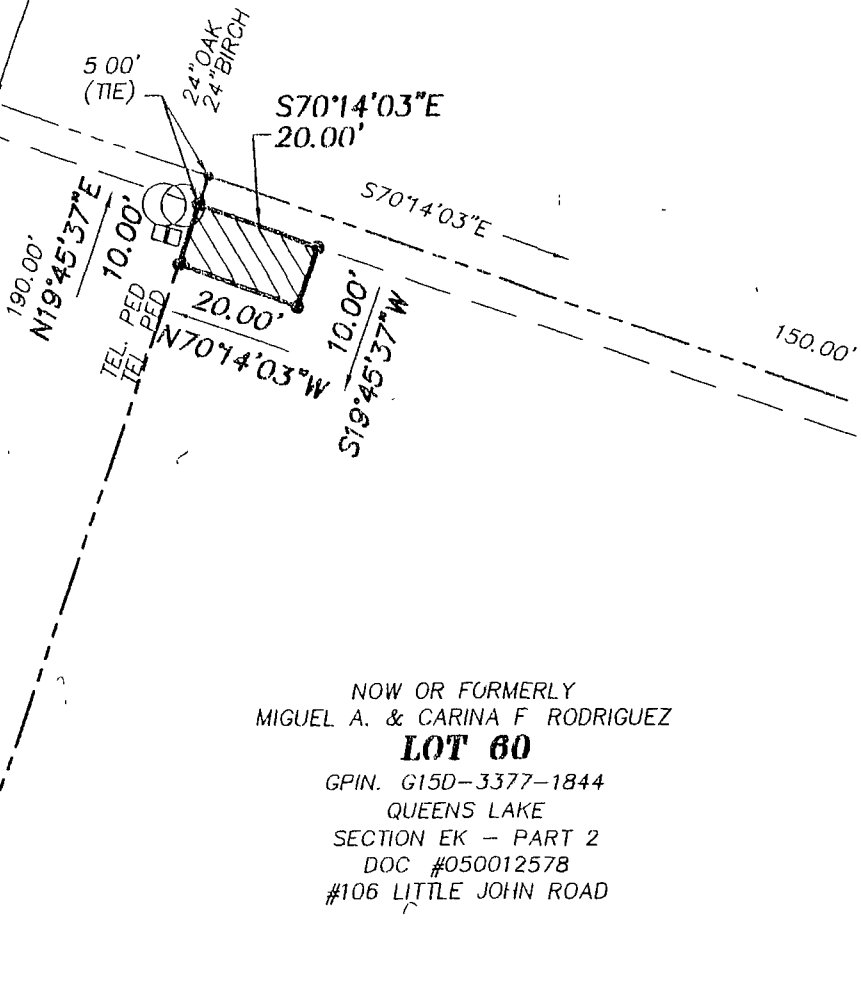 5 00'
(TIE)
24"OAK
24"BIRCH
S70°14'03"E
20.00'
S70°14'03"E
150.00'
190.00'
N19°45'37"E
10.00'
TEL. PED
TEL PED
20.00'
N70°14'03"W
10.00'
S19°45'37"W
NOW OR FORMERLY
MIGUEL A. & CARINA F RODRIGUEZ
LOT 60
GPIN. G15D-3377-1844
QUEENS LAKE
SECTION EK - PART 2
DOC #050012578
#106 LITTLE JOHN ROAD